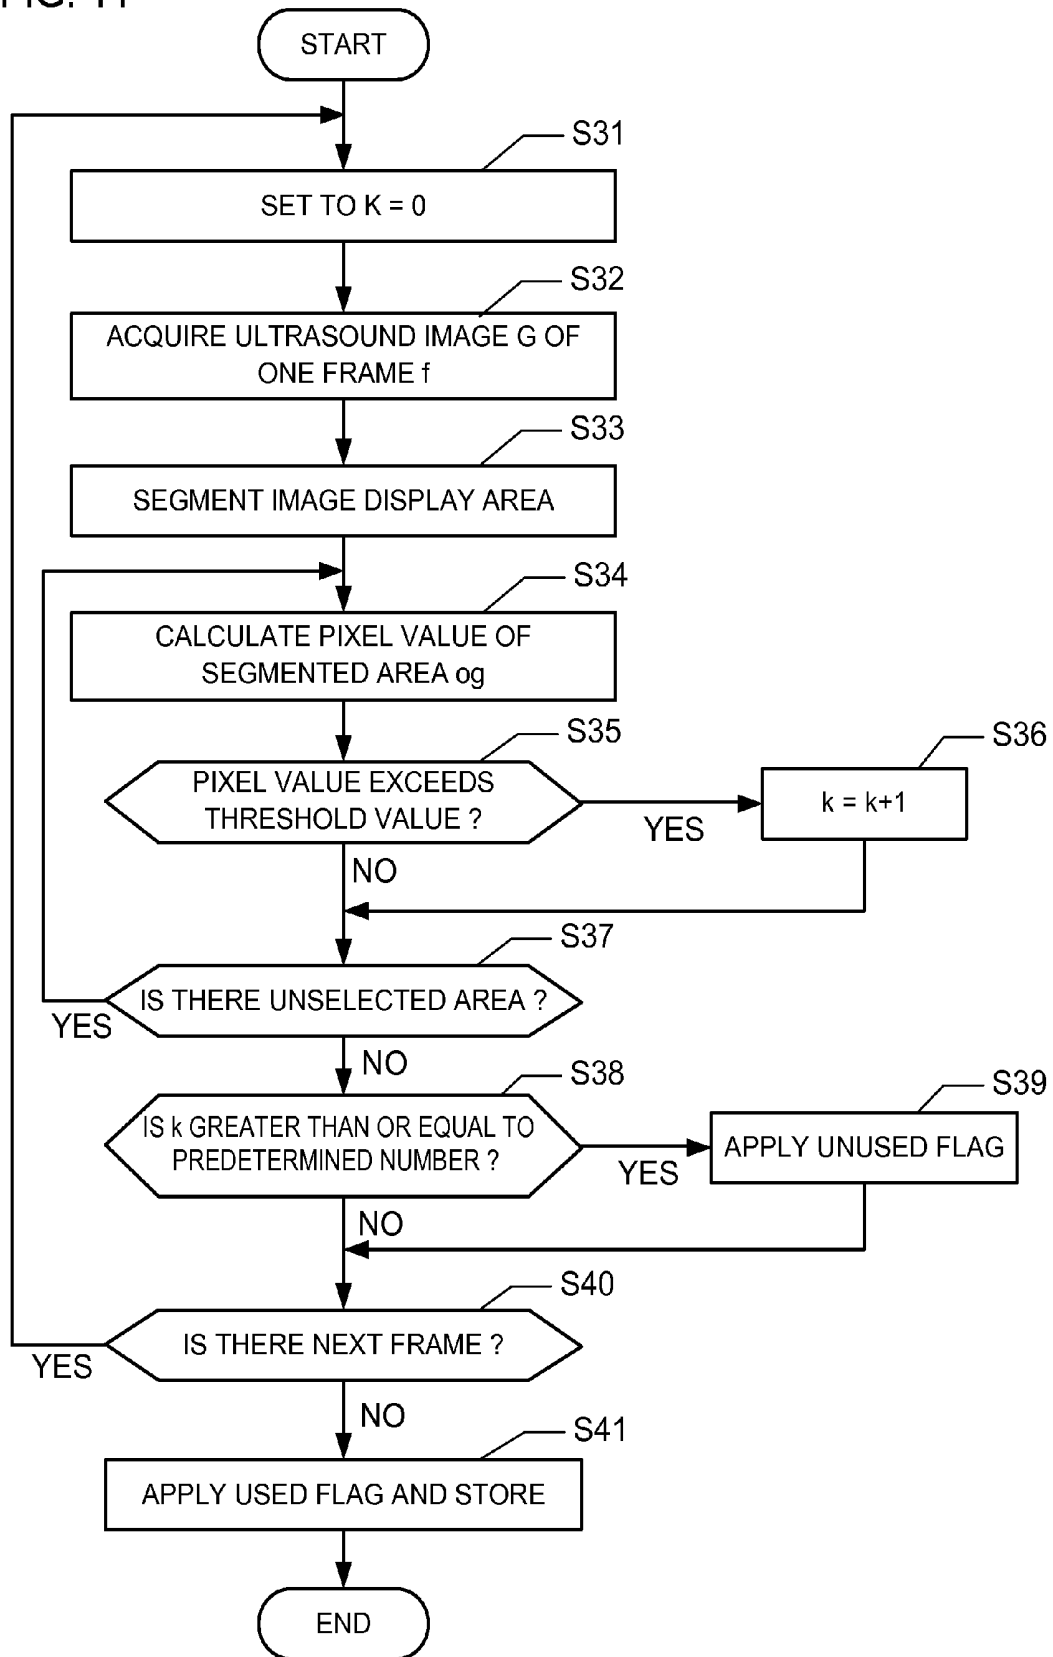 FIG. 11
START
S31
SET TO K = 0
S32
ACQUIRE ULTRASOUND IMAGE G OF
ONE FRAME f
S33
SEGMENT IMAGE DISPLAY AREA
S34
CALCULATE PIXEL VALUE OF
SEGMENTED AREA og
S35
PIXEL VALUE EXCEEDS
THRESHOLD VALUE ?
YES
S36
k = k+1
NO
S37
IS THERE UNSELECTED AREA ?
YES
NO
S38
IS k GREATER THAN OR EQUAL TO
PREDETERMINED NUMBER ?
YES
S39
APPLY UNUSED FLAG
NO
S40
IS THERE NEXT FRAME ?
YES
NO
S41
APPLY USED FLAG AND STORE
END